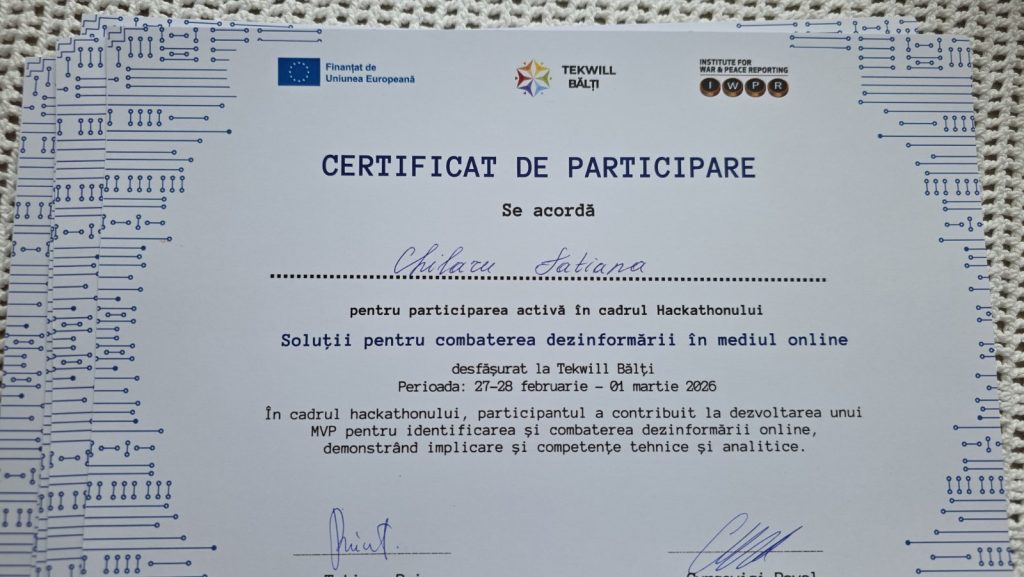 Finanțat de
Uniunea Europeană
TEKWILL
BĂLȚI
INSTITUTE FOR
WAR & PEACE REPORTING
I W P R
CERTIFICAT DE PARTICIPARE
Se acordă
Chilaru Tatiana
pentru participarea activă în cadrul Hackathonului
Soluții pentru combaterea dezinformării în mediul online
desfășurat la Tekwill Bălți
Perioada: 27-28 februarie - 01 martie 2026
În cadrul hackathonului, participantul a contribuit la dezvoltarea unui
MVP pentru identificarea și combaterea dezinformării online,
demonstrând implicare și competențe tehnice și analitice.